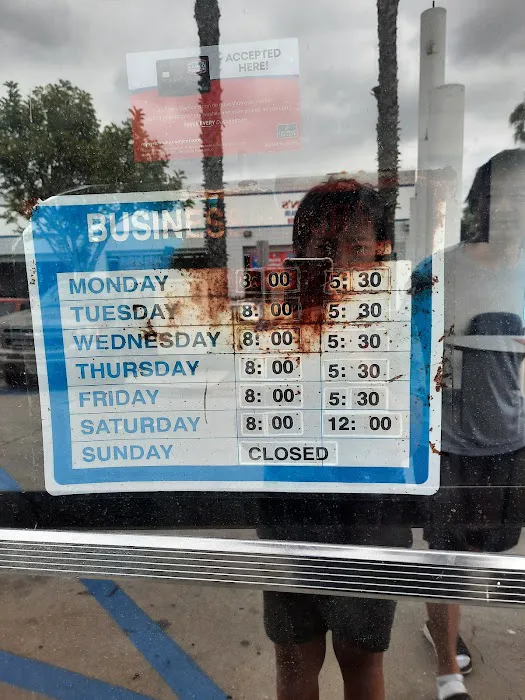 ACCEPTED
HERE!
BUSINES
MONDAY 8:00 5:30
TUESDAY 8:00 5:30
WEDNESDAY 8:00 5:30
THURSDAY 8:00 5:30
FRIDAY 8:00 5:30
SATURDAY 8:00 12:00
SUNDAY CLOSED